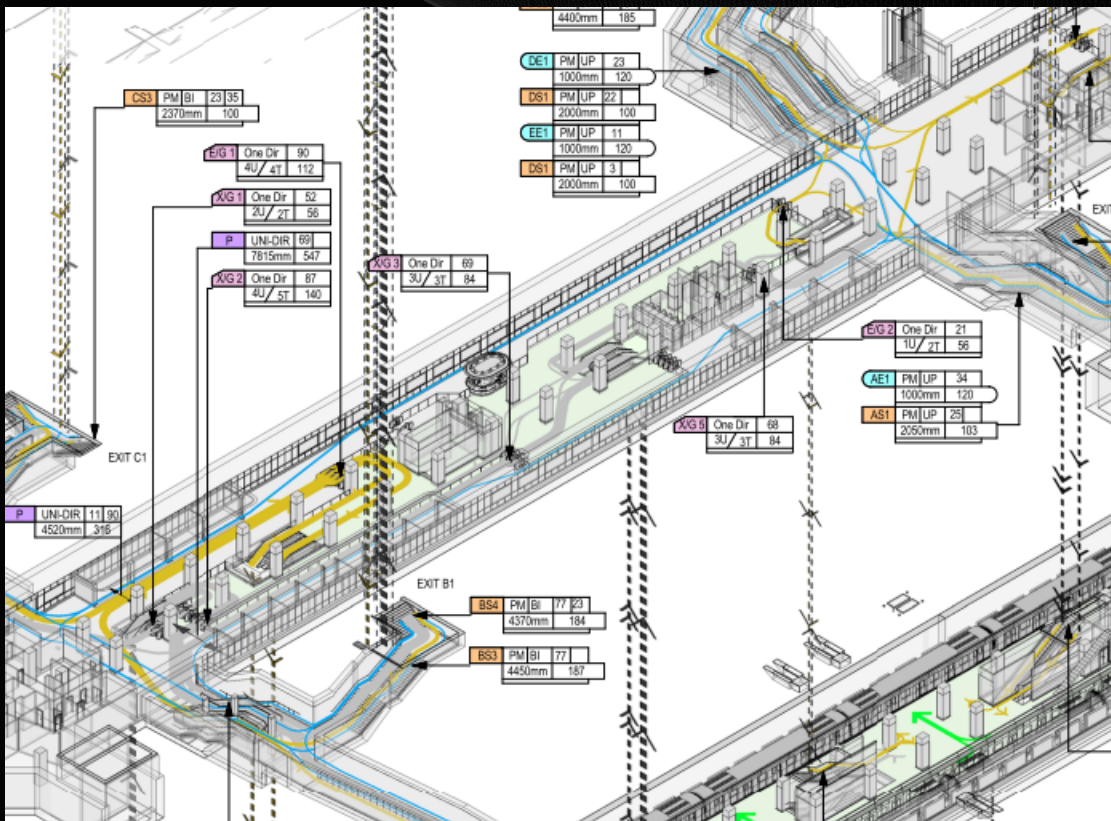 4400mm 185
DE1 PM UP 23
1000mm 120
DS1 PM UP 22
2000mm 100
EE1 PM UP 11
1000mm 120
DS1 PM UP 3
2000mm 100
CS3 PM BI 23 35
2370mm 100
E/G 1 One Dir 90
4U/4T 112
X/G 1 One Dir 52
2U/2T 56
P UNI-DIR 69
7815mm 547
X/G 2 One Dir 87
4U/5T 140
X/G 3 One Dir 69
3U/3T 84
EXIT
E/G 2 One Dir 21
1U/2T 56
AE1 PM UP 34
1000mm 120
AS1 PM UP 25
2050mm 103
X/G 5 One Dir 68
3U/3T 84
EXIT C1
P UNI-DIR 11 90
4520mm 316
EXIT B1
BS4 PM BI 77 23
4370mm 184
BS3 PM BI 77
4450mm 187